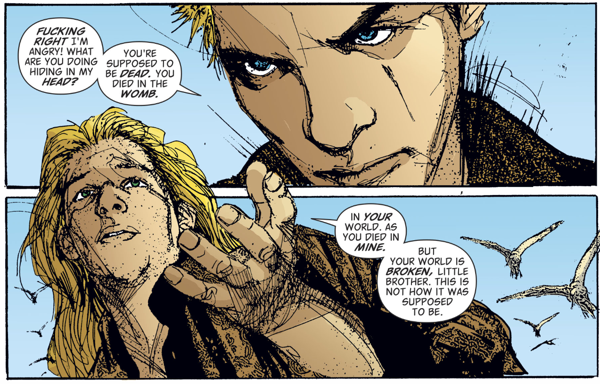 FUCKING
RIGHT I'M
ANGRY! WHAT
ARE YOU DOING
HIDING IN MY
HEAD?
YOU'RE
SUPPOSED TO
BE DEAD. YOU
DIED IN THE
WOMB.
IN YOUR
WORLD. AS
YOU DIED IN
MINE.
BUT
YOUR WORLD IS
BROKEN, LITTLE
BROTHER. THIS IS
NOT HOW IT WAS
SUPPOSED
TO BE.